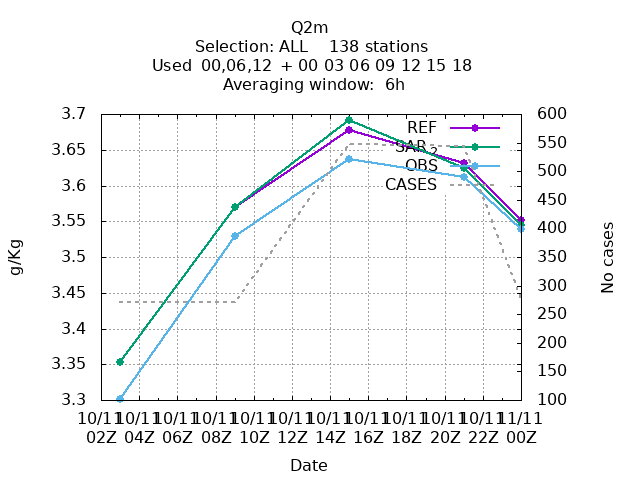 Q2m
Selection: ALL 138 stations
Used 00,06,12 + 00 03 06 09 12 15 18
Averaging window: 6h
3.7
3.65
3.6
3.55
3.5
3.45
3.4
3.35
3.3
g/Kg
600
550
500
450
400
350
300
250
200
150
100
No cases
REF
SAR_2
OBS
CASES
10/11 10/11 10/11 10/11 10/11 10/11 10/11 10/11 10/11 10/11 10/11 11/11
02Z 04Z 06Z 08Z 10Z 12Z 14Z 16Z 18Z 20Z 22Z 00Z
Date